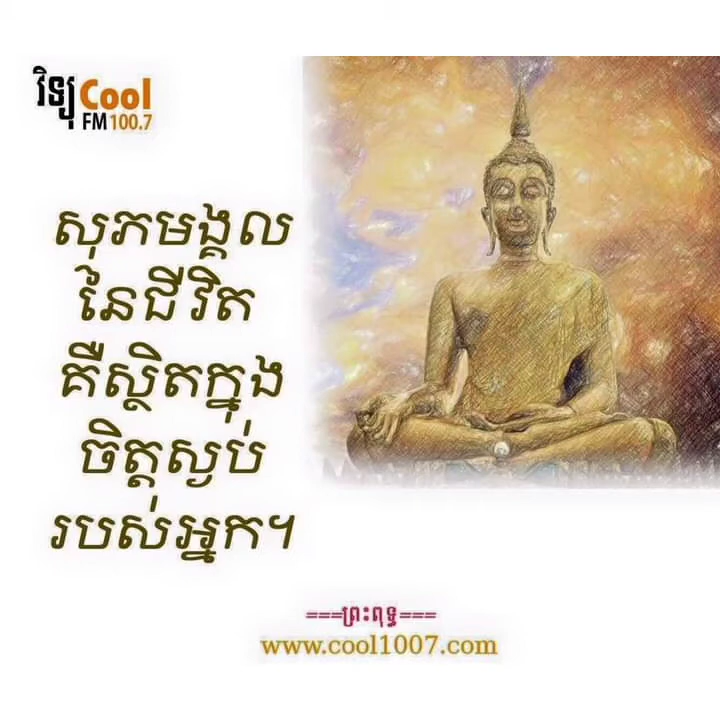 វិទ្យុ Cool
FM 100.7
សុភមង្គល
នៃជីវិត
គឺស្ថិតក្នុង
ចិត្តស្ងប់
របស់អ្នក។
===ព្រះពុទ្ធ===
www.cool1007.com